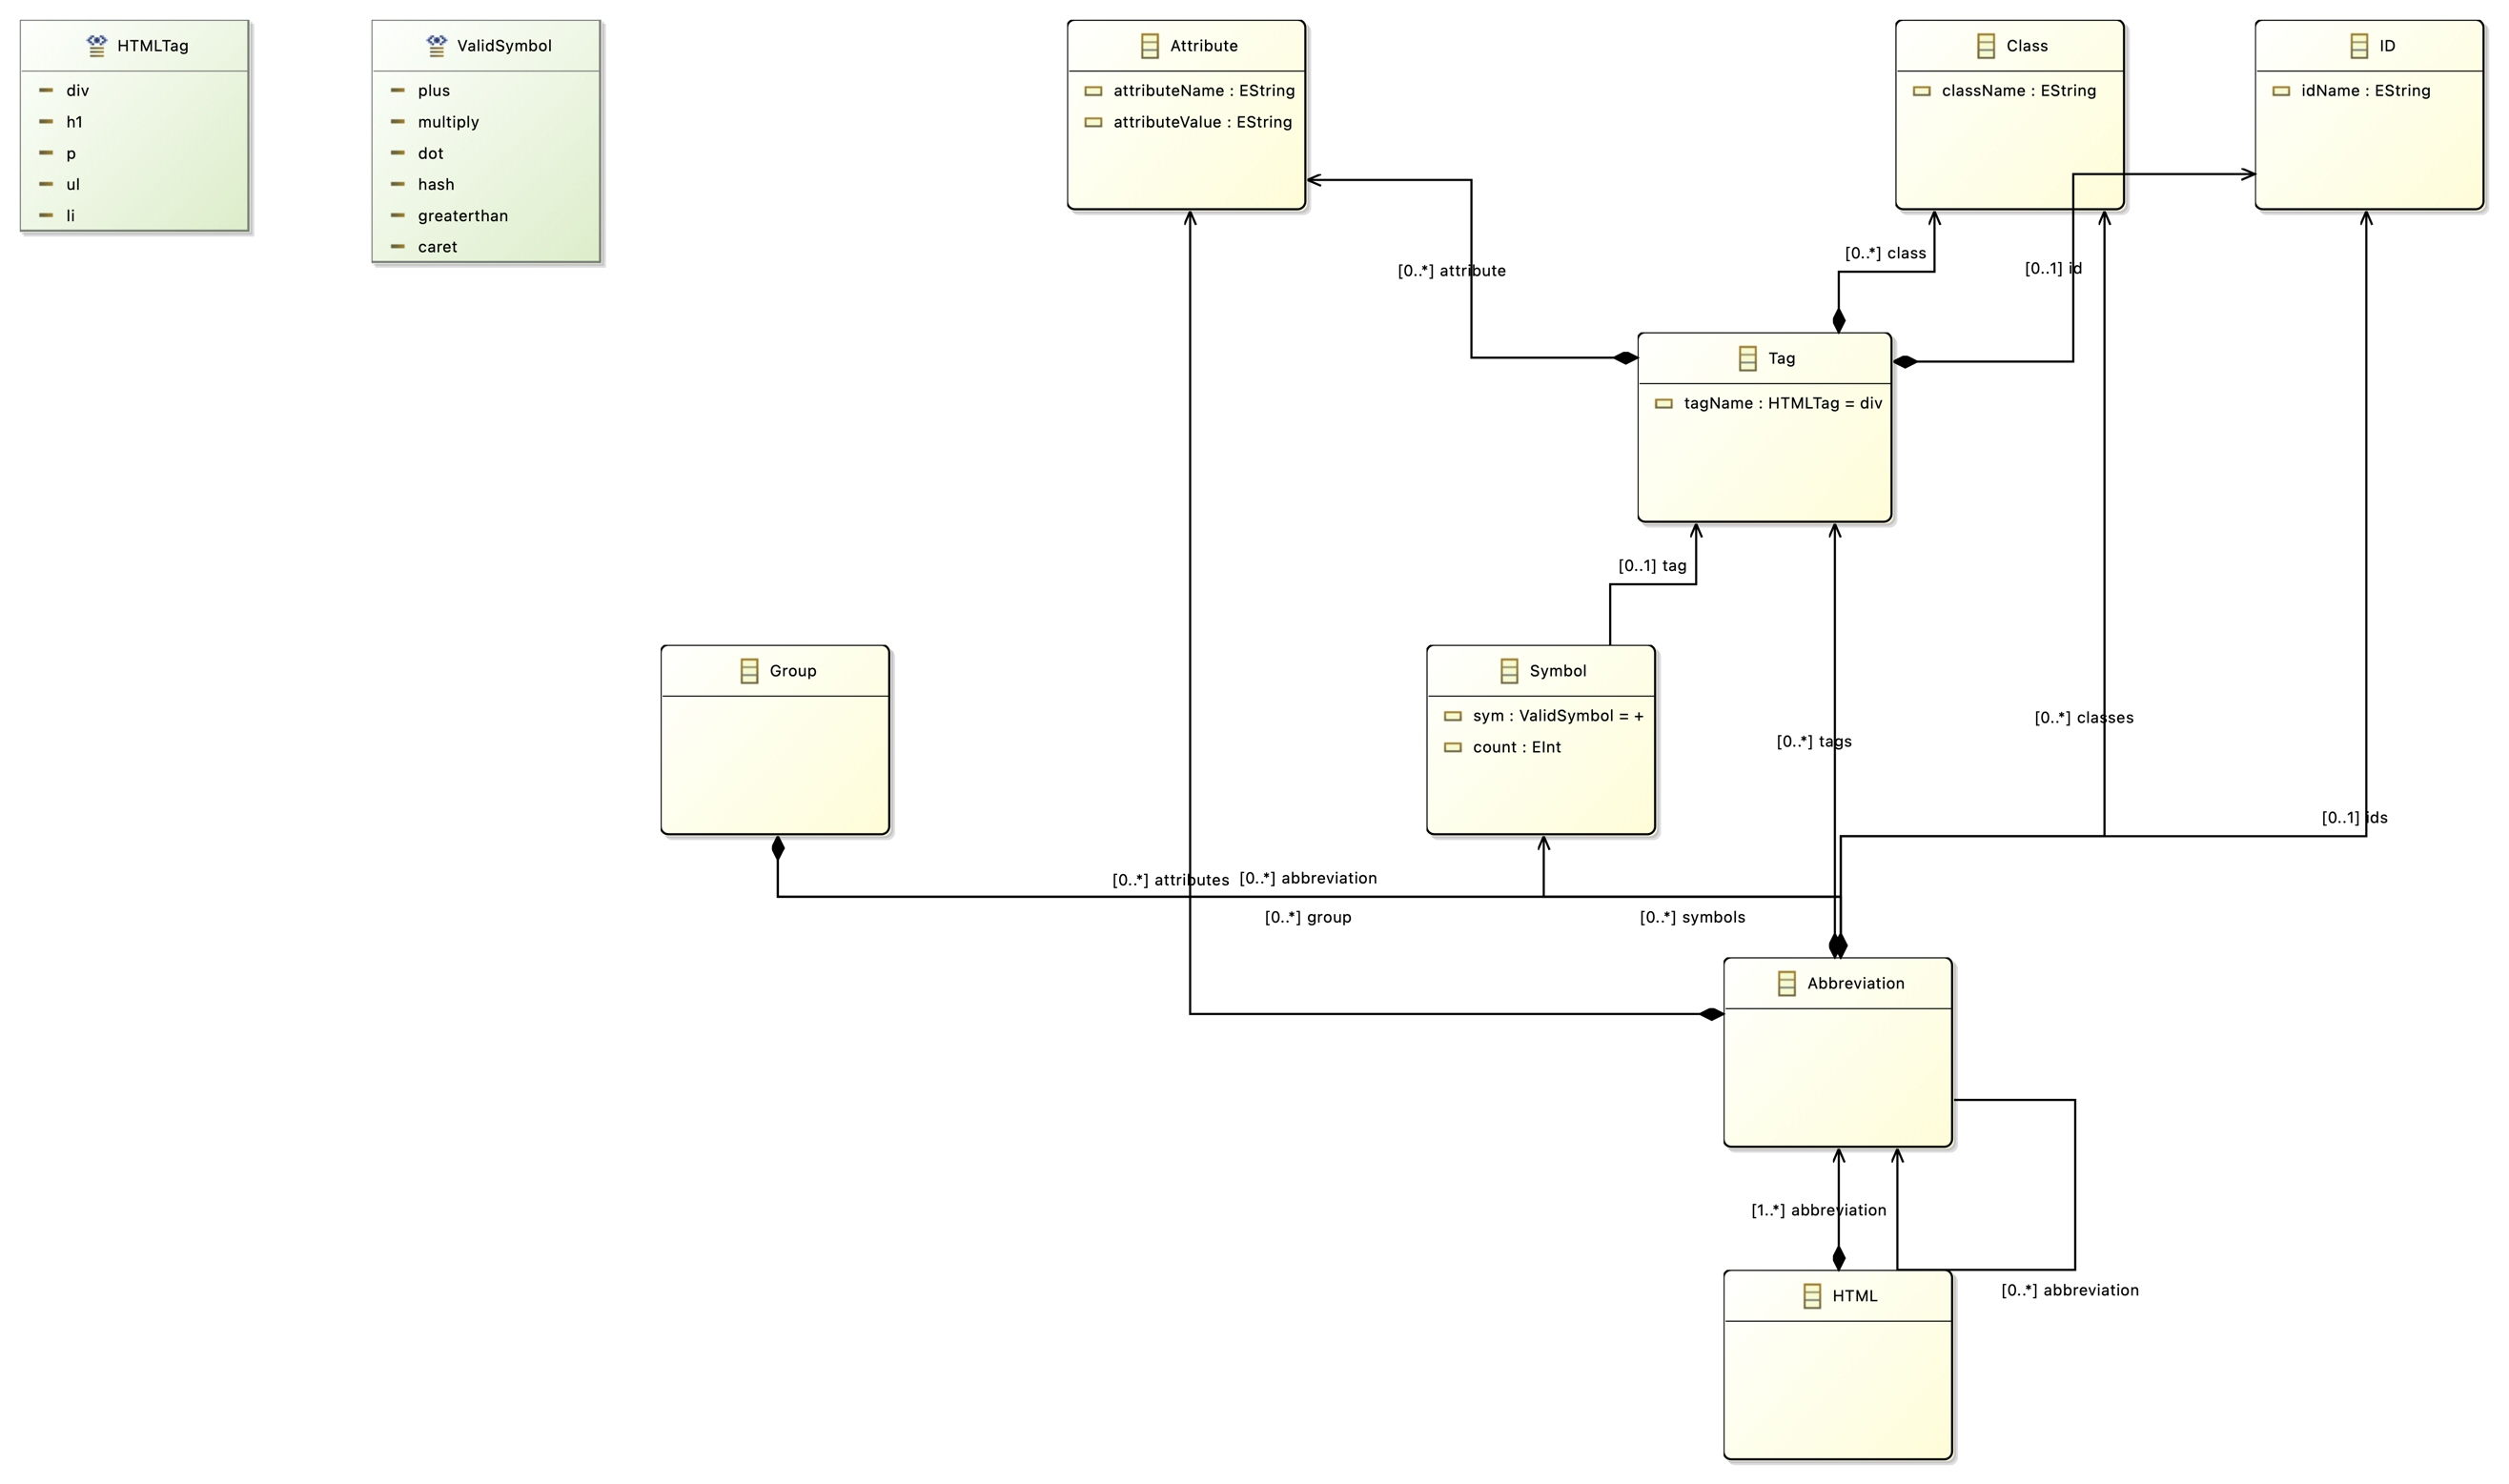 HTMLTag
div
h1
p
ul
li
ValidSymbol
plus
multiply
dot
hash
greaterthan
caret
Attribute
attributeName : EString
attributeValue : EString
Class
className : EString
ID
idName : EString
[0..*] attribute
[0..*] class
[0..1] id
Tag
tagName : HTMLTag = div
[0..1] tag
Group
Symbol
sym : ValidSymbol = +
count : EInt
[0..*] tags
[0..*] classes
[0..1] ids
[0..*] attributes
[0..*] abbreviation
[0..*] group
[0..*] symbols
Abbreviation
[1..*] abbreviation
[0..*] abbreviation
HTML